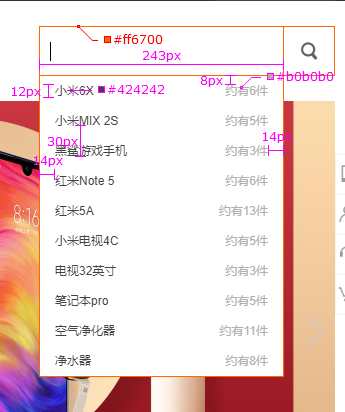 #ff6700
243px
8px #b0b0b0
12px 小米6X #424242 约有6件
小米MIX 2S 约有5件
30px
黑鲨游戏手机 约有3件 14px
14px
红米Note 5 约有6件
红米5A 约有13件
8:16
小米电视4C 约有5件
电视32英寸 约有3件
笔记本pro 约有5件
空气净化器 约有11件
净水器 约有8件